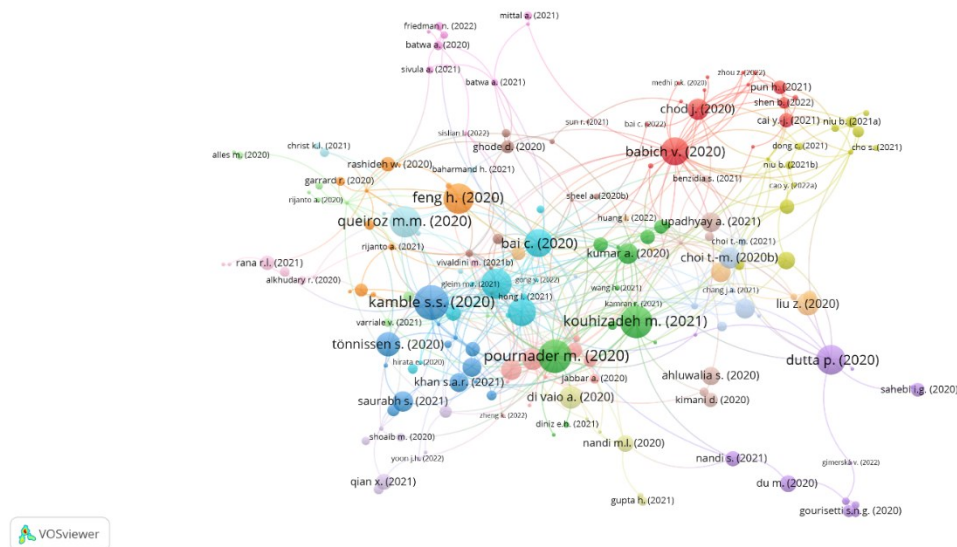 mittal a. (2021)
friedman n. (2022)
batwa a. (2020)
sivula a. (2021)
batwa a. (2021)
zhou z. (2022)
medhi p.k. (2020)
pun h. (2021)
chod j. (2020)
shen b. (2022)
sun r. (2021)
bai c. (2022)
cai y.-j. (2021)
niu b. (2021a)
sislian l. (2022)
cho s. (2021)
christ k.l. (2021)
ghode d. (2020)
babich v. (2020)
dong c. (2021)
alles m. (2020)
rashideh w. (2020)
baharmand h. (2021)
niu b. (2021b)
benzidia s. (2021)
garrard r. (2020)
rao y. (2022a)
feng h. (2020)
sheel a. (2020b)
rijanto a. (2020)
queiroz m.m. (2020)
huang l. (2022)
upadhyay a. (2021)
bai c. (2020)
choi t.-m. (2021)
rijanto a. (2021)
kumar a. (2020)
choi t.-m. (2020b)
rana r.l. (2021)
vivaldini m. (2021b)
gong y. (2022)
chang j.a. (2021)
alkhudary r. (2020)
gleim m.r. (2021)
wang h. (2021)
hong l. (2021)
kamble s.s. (2020)
kamran r. (2021)
liu z. (2020)
varriale v. (2021)
kouhizadeh m. (2021)
tönnissen s. (2020)
pournader m. (2020)
dutta p. (2020)
hirata e. (2020)
khan s.a.r. (2021)
jabbar a. (2020)
ahluwalia s. (2020)
sahebi i.g. (2020)
saurabh s. (2021)
di vaio a. (2020)
kimani d. (2020)
zheng k. (2022)
diniz e.h. (2021)
shoaib m. (2020)
nandi m.l. (2020)
yoon j.h. (2022)
nandi s. (2021)
gimerská v. (2022)
qian x. (2021)
du m. (2020)
gupta h. (2021)
gourisetti s.n.g. (2020)
VOSviewer